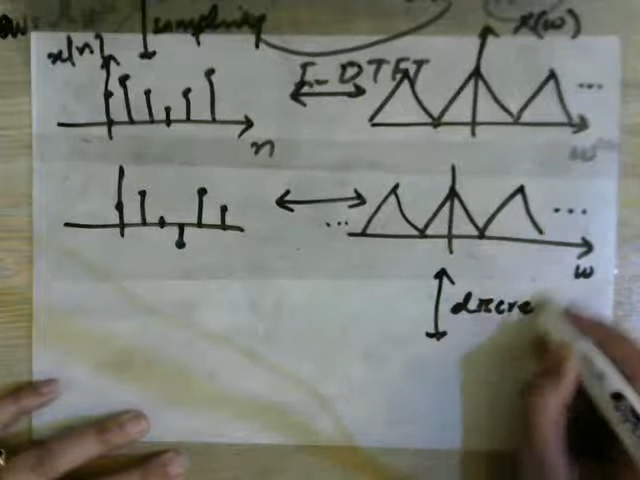 sampling
x[n]
X(ω)
DTFT
...
n
ω
... ...
ω
discre